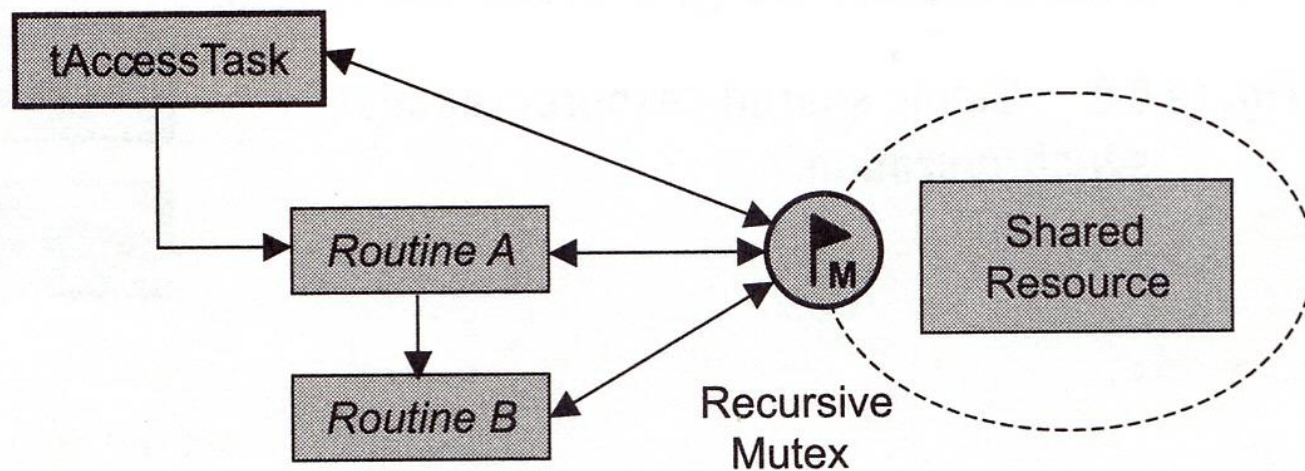 tAccessTask
Routine A
Routine B
M
Recursive
Mutex
Shared
Resource